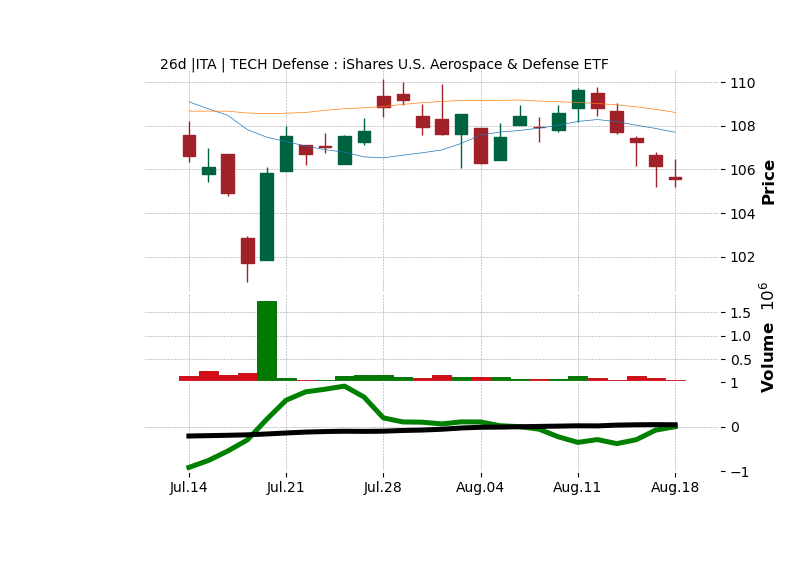 26d |ITA | TECH Defense : iShares U.S. Aerospace & Defense ETF
110
108
106
104
102
Price
1.5
1.0
0.5
Volume 10^6
1
0
−1
Jul.14 Jul.21 Jul.28 Aug.04 Aug.11 Aug.18